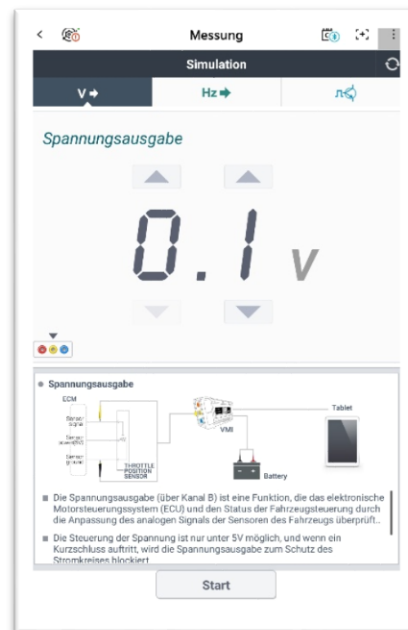 Messung
Simulation
V
Hz
Spannungsausgabe
0.1 V
Spannungsausgabe
ECM
Sensor signal
Sensor ground
THROTTLE POSITION SENSOR
VMI
Battery
Tablet
Die Spannungsausgabe (über Kanal B) ist eine Funktion, die das elektronische
Motorsteuerungssystem (ECU) und den Status der Fahrzeugsteuerung durch
die Anpassung des analogen Signals der Sensoren des Fahrzeugs überprüft..
Die Steuerung der Spannung ist nur unter 5V möglich, und wenn ein
Kurzschluss auftritt, wird die Spannungsausgabe zum Schutz des
Stromkreises blockiert
Start